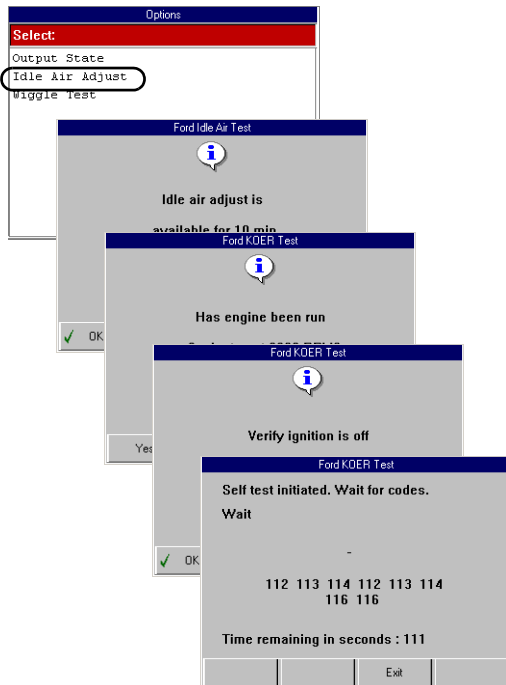 Options
Select:
Output State
Idle Air Adjust
Wiggle Test
Ford Idle Air Test
Idle air adjust is
available for 10 min
OK
Ford KOER Test
Has engine been run
Yes
Ford KOER Test
Verify ignition is off
OK
Ford KOER Test
Self test initiated. Wait for codes.
Wait
-
112 113 114 112 113 114
116 116
Time remaining in seconds : 111
Exit